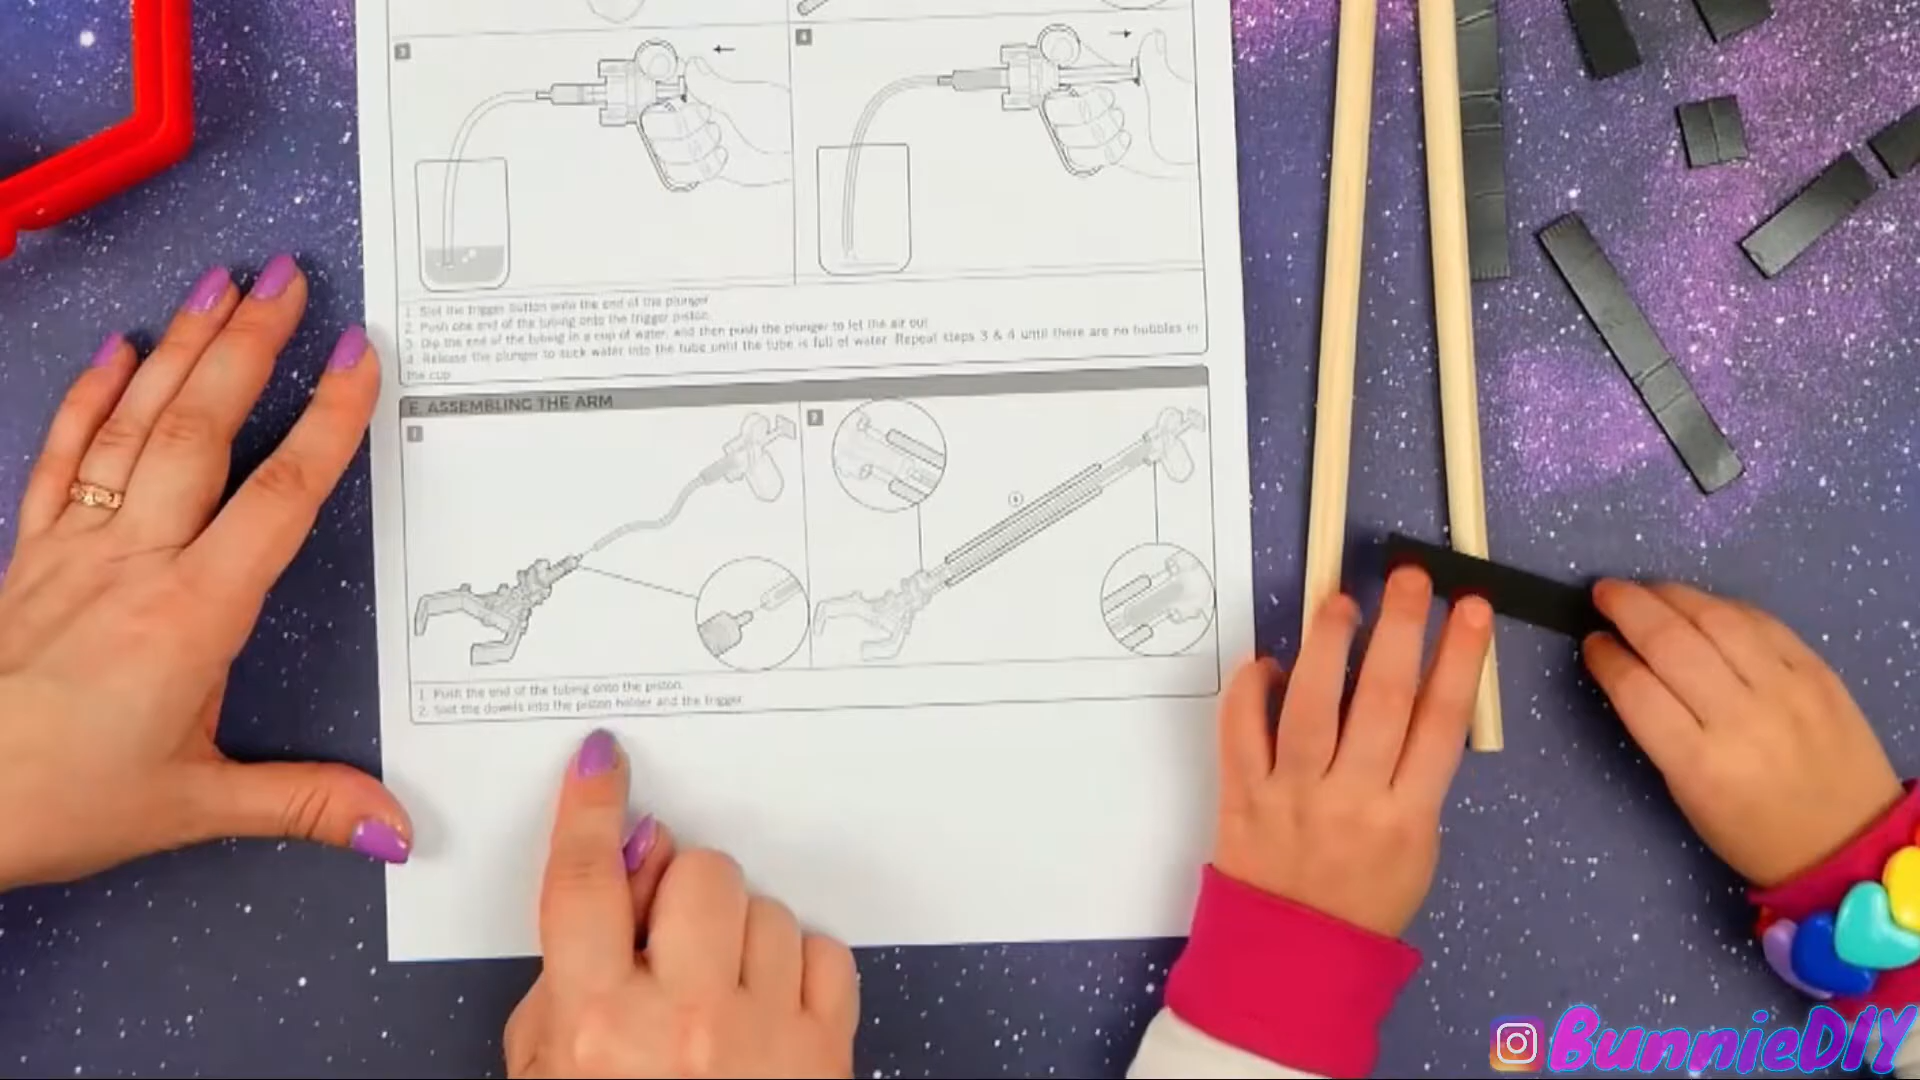 3
4
1. Slot the trigger button onto the end of the plunger.
2. Push one end of the tubing onto the trigger piston.
3. Dip the end of the tubing in a cup of water, and then push the plunger to let the air out.
4. Release the plunger to suck water into the tube until the tube is full of water. Repeat steps 3 & 4 until there are no bubbles in
the cup.
E. ASSEMBLING THE ARM
1
2
1. Push the end of the tubing onto the piston.
2. Slot the dowels into the piston holder and the trigger.
BunnieDIY